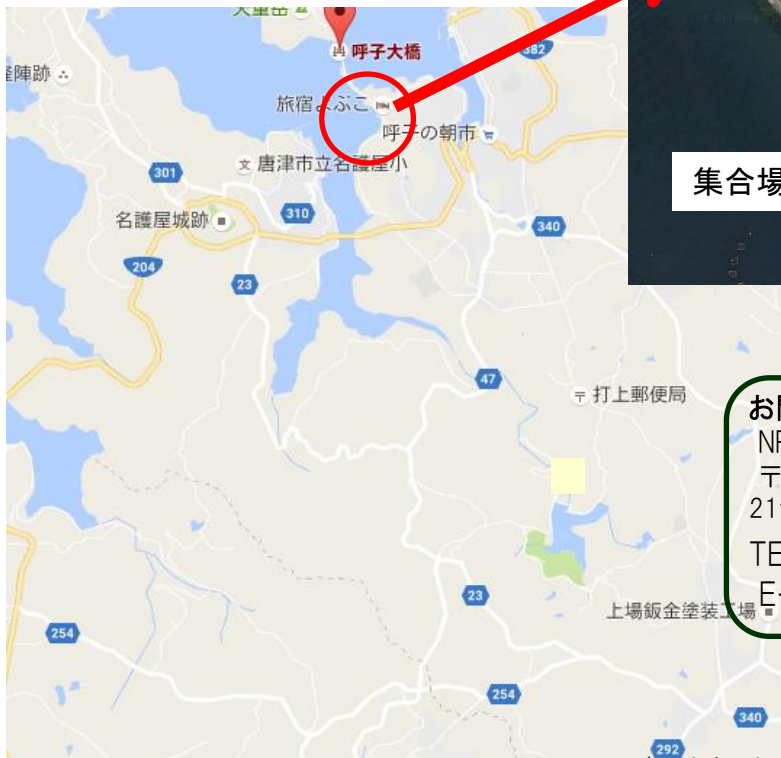 呼子大橋
382
旅宿よぶこ
呼子の朝市
陣跡
唐津市立名護屋小
301
310
名護屋城跡
340
204
23
集合場
47
打上郵便局
お
〒
21
TE
E-
23
上場鈑金塗装工場
254
254
340
292